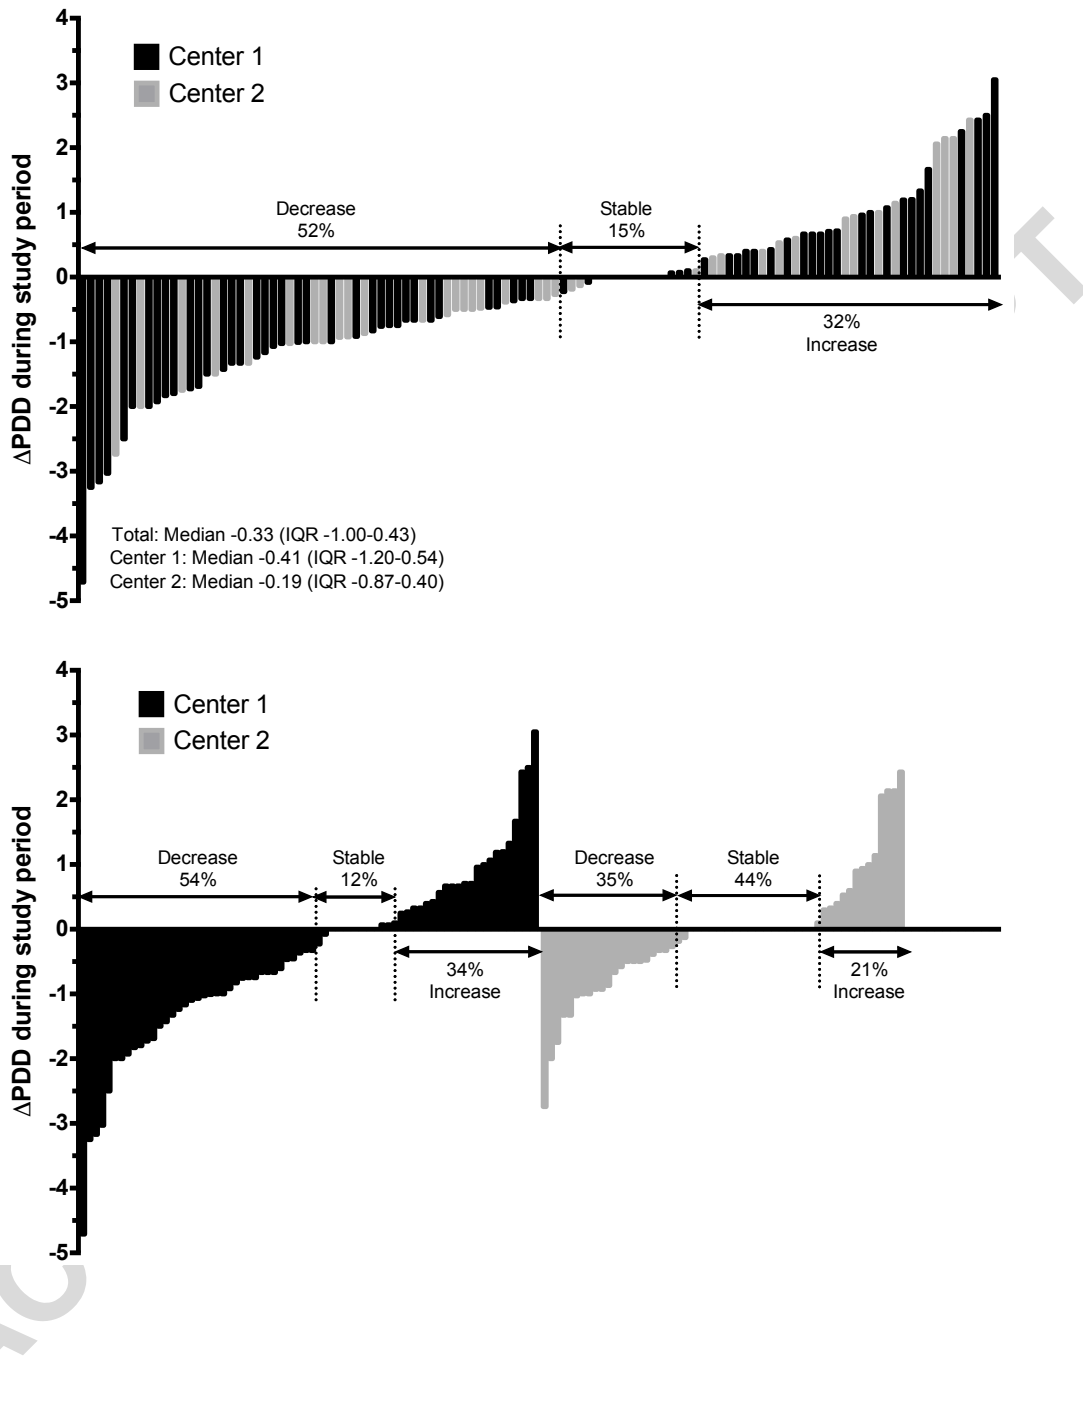 4
3
2
1
0
-1
-2
-3
-4
-5
ΔPDD during study period
Center 1
Center 2
Decrease
52%
Stable
15%
32%
Increase
Total: Median -0.33 (IQR -1.00-0.43)
Center 1: Median -0.41 (IQR -1.20-0.54)
Center 2: Median -0.19 (IQR -0.87-0.40)
4
3
2
1
0
-1
-2
-3
-4
-5
ΔPDD during study period
Center 1
Center 2
Decrease
54%
Stable
12%
34%
Increase
Decrease
35%
Stable
44%
21%
Increase